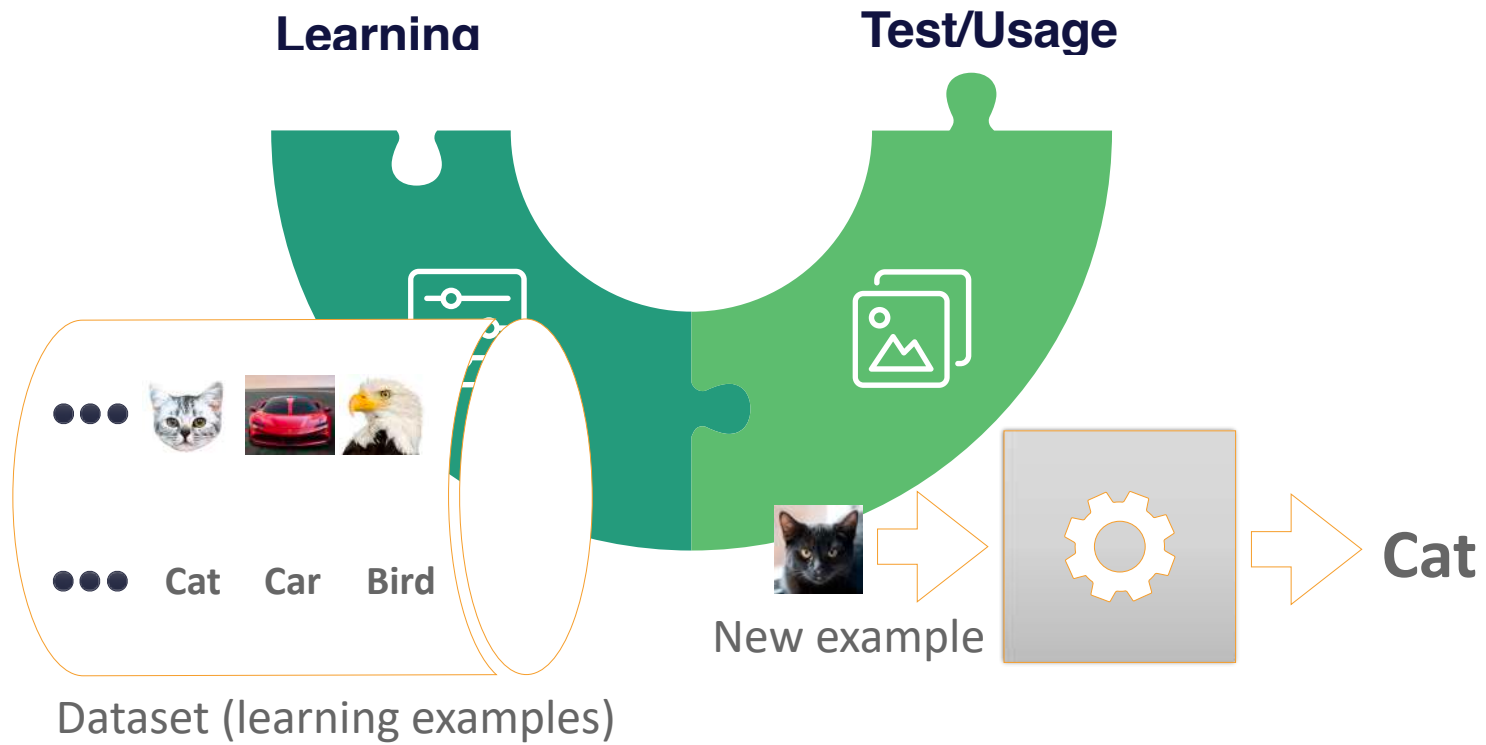 Learning
Test/Usage
Cat Car Bird
New example
Cat
Dataset (learning examples)